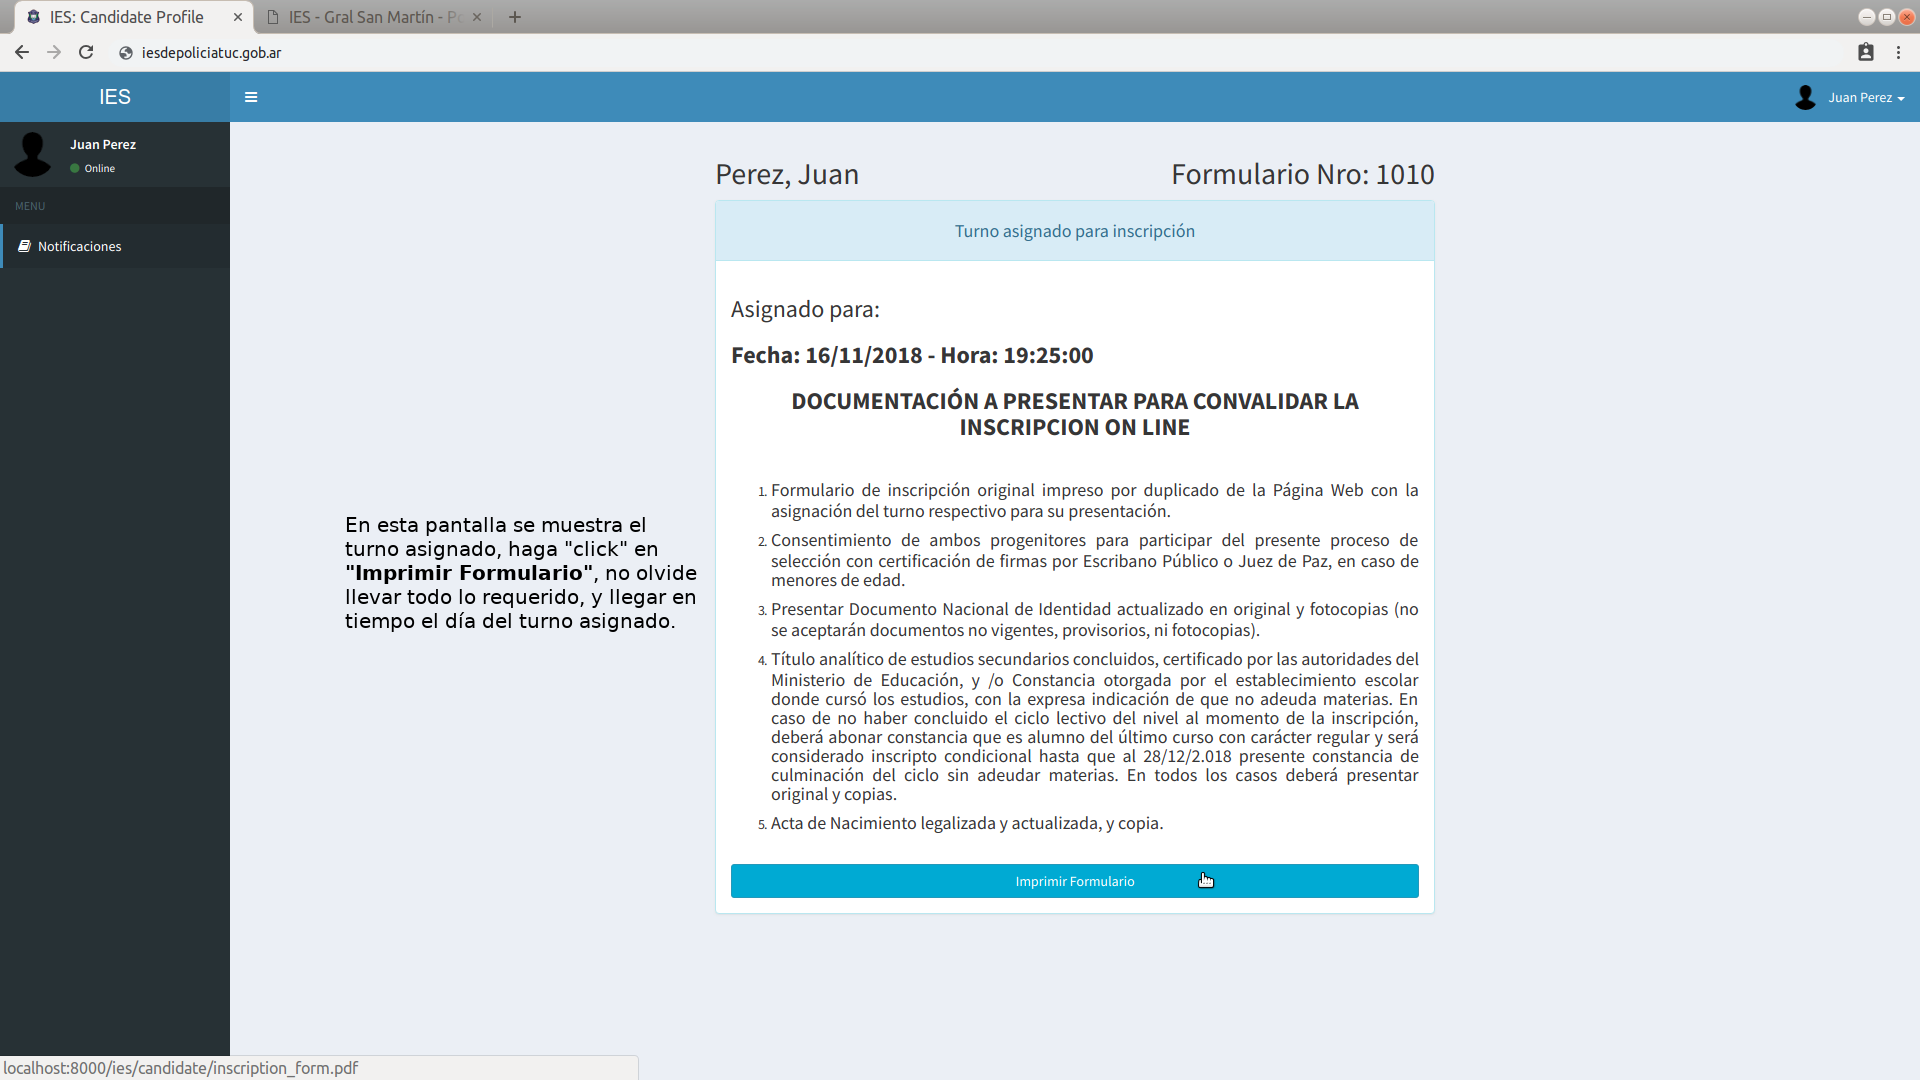 IES: Candidate Profile
IES - Gral San Martín - Po
iesdepoliciatuc.gob.ar
IES
Juan Perez
Juan Perez
Online
MENU
Notificaciones
Perez, Juan
Formulario Nro: 1010
Turno asignado para inscripción
Asignado para:
Fecha: 16/11/2018 - Hora: 19:25:00
DOCUMENTACIÓN A PRESENTAR PARA CONVALIDAR LA
INSCRIPCION ON LINE
1. Formulario de inscripción original impreso por duplicado de la Página Web con la
asignación del turno respectivo para su presentación.
2. Consentimiento de ambos progenitores para participar del presente proceso de
selección con certificación de firmas por Escribano Público o Juez de Paz, en caso de
menores de edad.
3. Presentar Documento Nacional de Identidad actualizado en original y fotocopias (no
se aceptarán documentos no vigentes, provisorios, ni fotocopias).
4. Título analítico de estudios secundarios concluidos, certificado por las autoridades del
Ministerio de Educación, y /o Constancia otorgada por el establecimiento escolar
donde cursó los estudios, con la expresa indicación de que no adeuda materias. En
caso de no haber concluido el ciclo lectivo del nivel al momento de la inscripción,
deberá abonar constancia que es alumno del último curso con carácter regular y será
considerado inscripto condicional hasta que al 28/12/2.018 presente constancia de
culminación del ciclo sin adeudar materias. En todos los casos deberá presentar
original y copias.
5. Acta de Nacimiento legalizada y actualizada, y copia.
Imprimir Formulario
En esta pantalla se muestra el
turno asignado, haga "click" en
"Imprimir Formulario", no olvide
llevar todo lo requerido, y llegar en
tiempo el día del turno asignado.
localhost:8000/ies/candidate/inscription_form.pdf